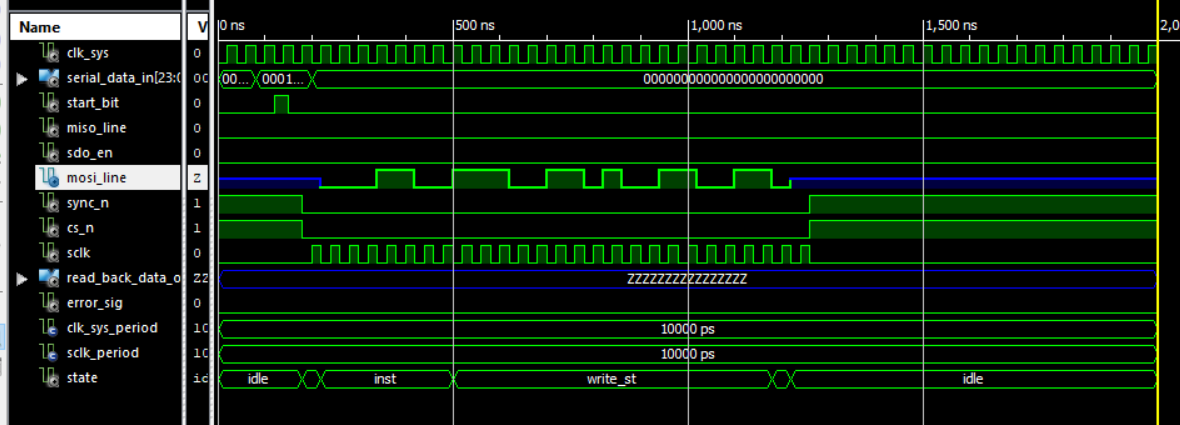 Name V 0 ns 500 ns 1,000 ns 1,500 ns 2,0
clk_sys 0
serial_data_in[23:0 00 00... 0001... 000000000000000000000000
start_bit 0
miso_line 0
sdo_en 0
mosi_line Z
sync_n 1
cs_n 1
sclk 0
read_back_data_o ZZ ZZZZZZZZZZZZZZZZ
error_sig 0
clk_sys_period 10 10000 ps
sclk_period 10 10000 ps
state id idle inst write_st idle